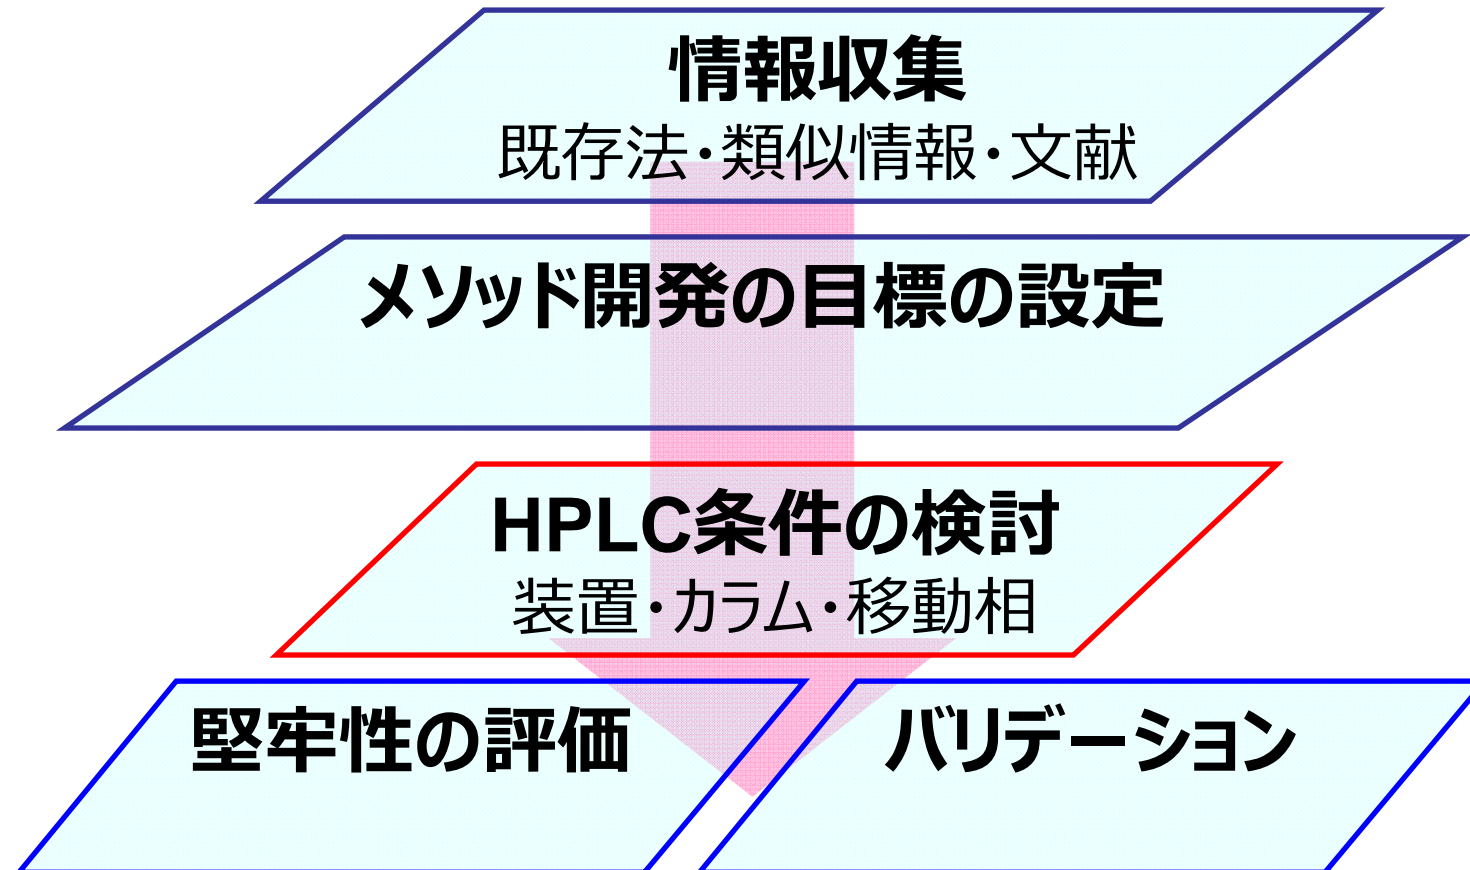 情報収集
既存法・類似情報・文献
メソッド開発の目標の設定
HPLC条件の検討
装置・カラム・移動相
堅牢性の評価
バリデーション